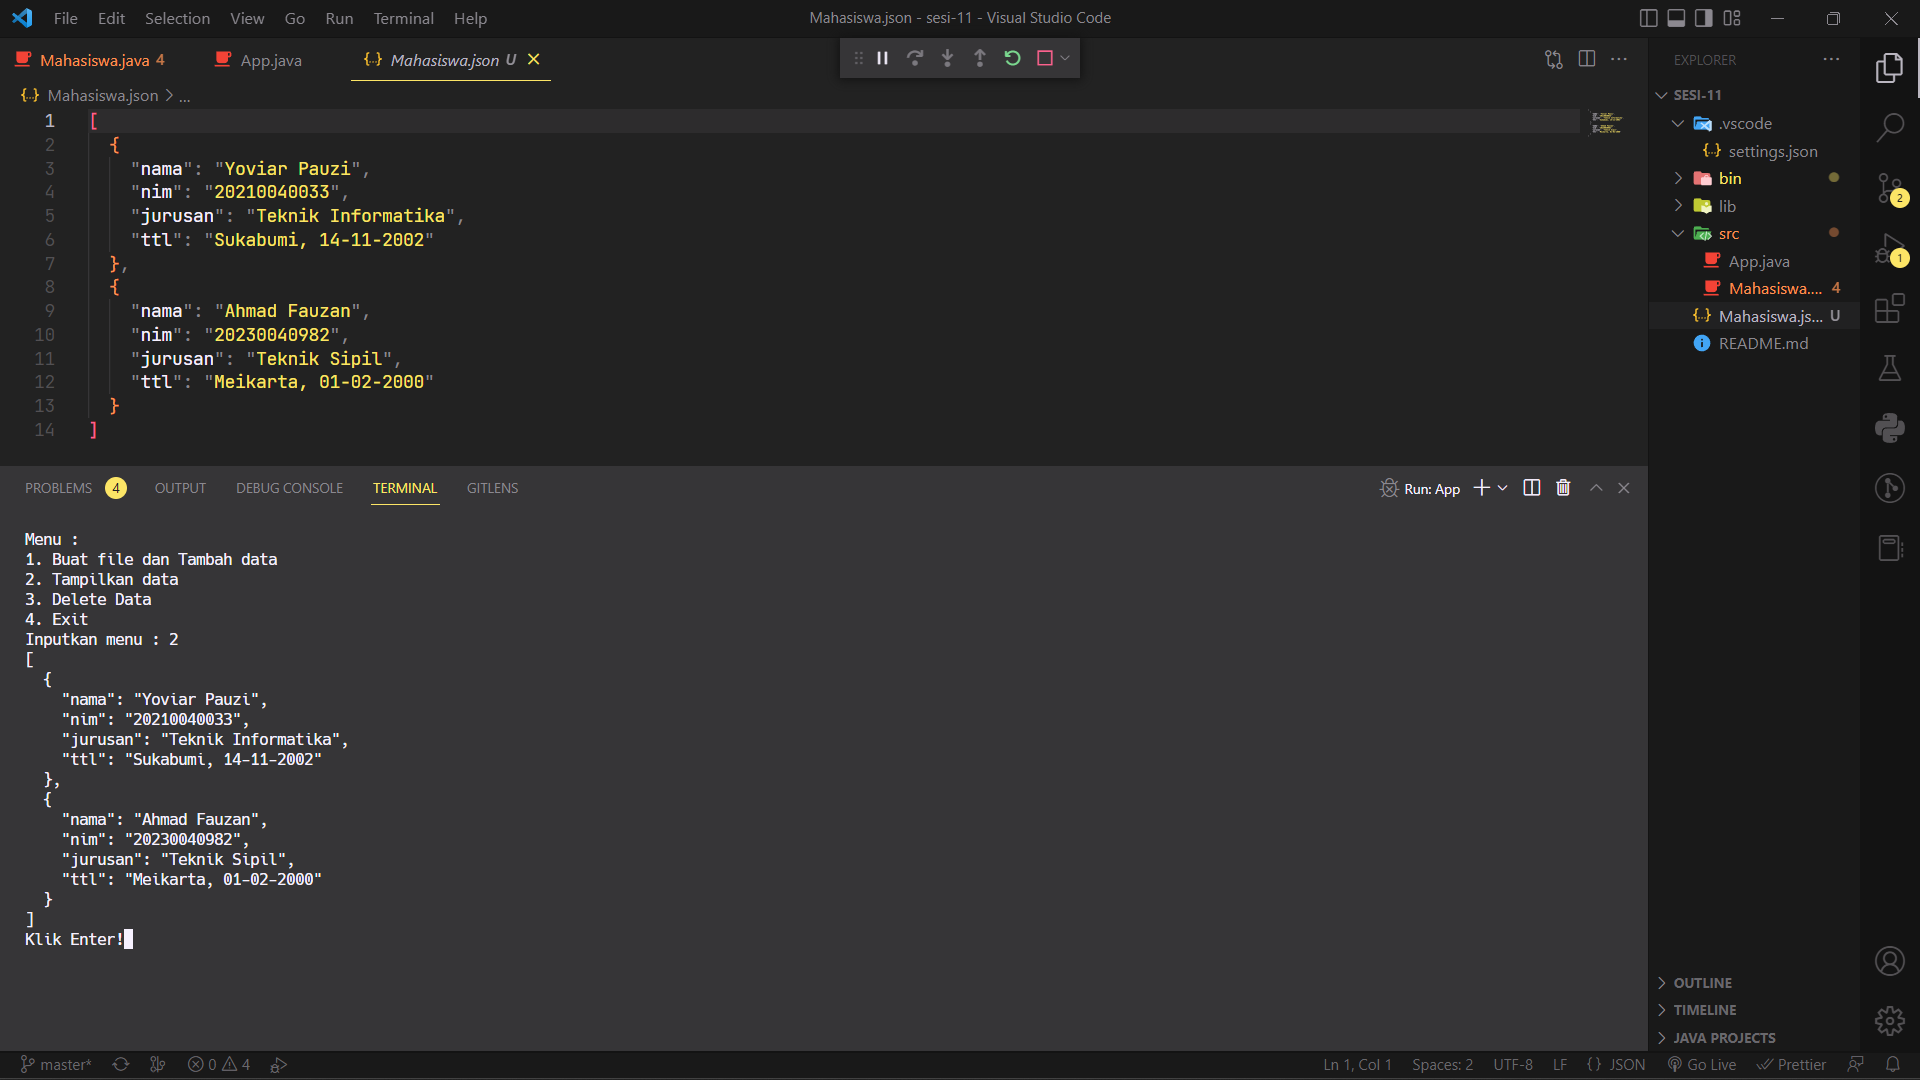 File Edit Selection View Go Run Terminal Help
Mahasiswa.json - sesi-11 - Visual Studio Code
Mahasiswa.java 4
App.java
Mahasiswa.json U
EXPLORER
Mahasiswa.json > ...
1 [
2 {
3 "nama": "Yoviar Pauzi",
4 "nim": "20210040033",
5 "jurusan": "Teknik Informatika",
6 "ttl": "Sukabumi, 14-11-2002"
7 },
8 {
9 "nama": "Ahmad Fauzan",
10 "nim": "20230040982",
11 "jurusan": "Teknik Sipil",
12 "ttl": "Meikarta, 01-02-2000"
13 }
14 ]
SESI-11
.vscode
settings.json
bin
lib
src
App.java
Mahasiswa.... 4
Mahasiswa.js... U
README.md
2
1
PROBLEMS 4 OUTPUT DEBUG CONSOLE TERMINAL GITLENS
Run: App
Menu :
1. Buat file dan Tambah data
2. Tampilkan data
3. Delete Data
4. Exit
Inputkan menu : 2
[
{
"nama": "Yoviar Pauzi",
"nim": "20210040033",
"jurusan": "Teknik Informatika",
"ttl": "Sukabumi, 14-11-2002"
},
{
"nama": "Ahmad Fauzan",
"nim": "20230040982",
"jurusan": "Teknik Sipil",
"ttl": "Meikarta, 01-02-2000"
}
]
Klik Enter!
OUTLINE
TIMELINE
JAVA PROJECTS
master* 0 4
Ln 1, Col 1 Spaces: 2 UTF-8 LF {} JSON Go Live Prettier